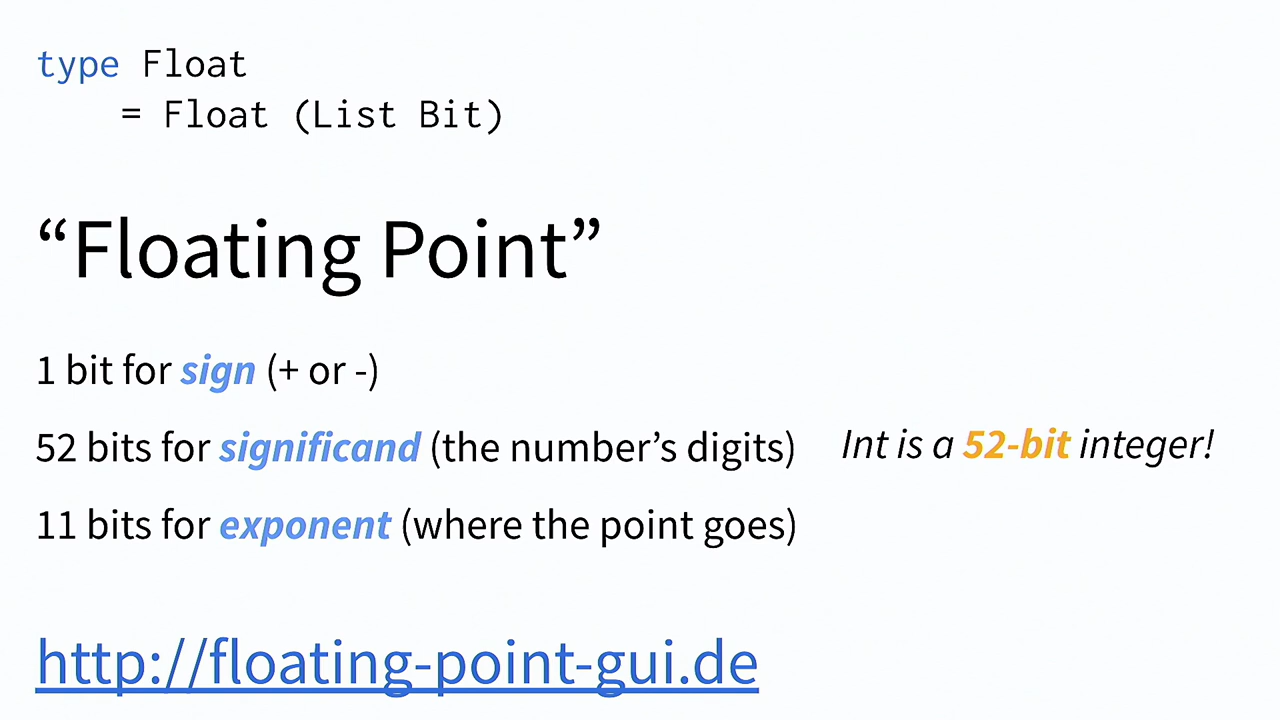 type Float
= Float (List Bit)
“Floating Point”
1 bit for sign (+ or -)
52 bits for significand (the number’s digits)
Int is a 52-bit integer!
11 bits for exponent (where the point goes)
http://floating-point-gui.de